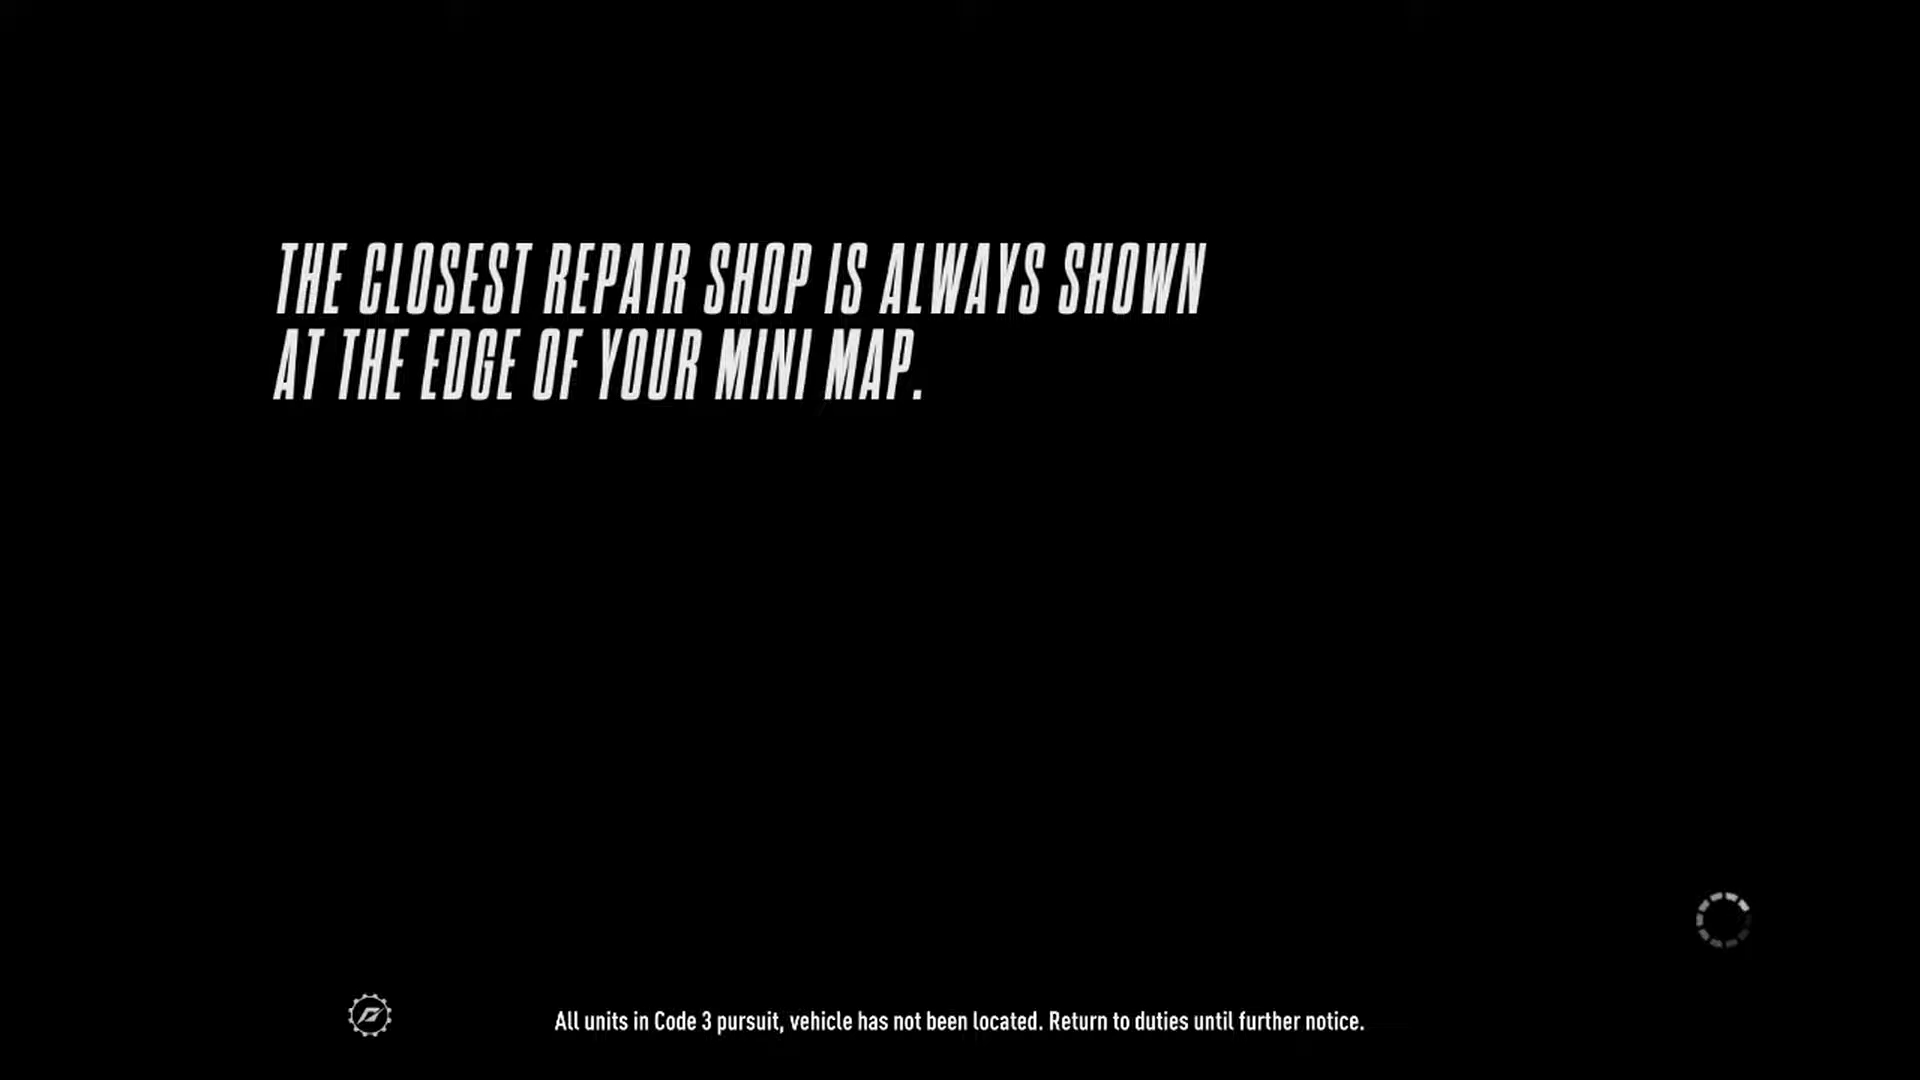 THE CLOSEST REPAIR SHOP IS ALWAYS SHOWN
AT THE EDGE OF YOUR MINI MAP.
All units in Code 3 pursuit, vehicle has not been located. Return to duties until further notice.